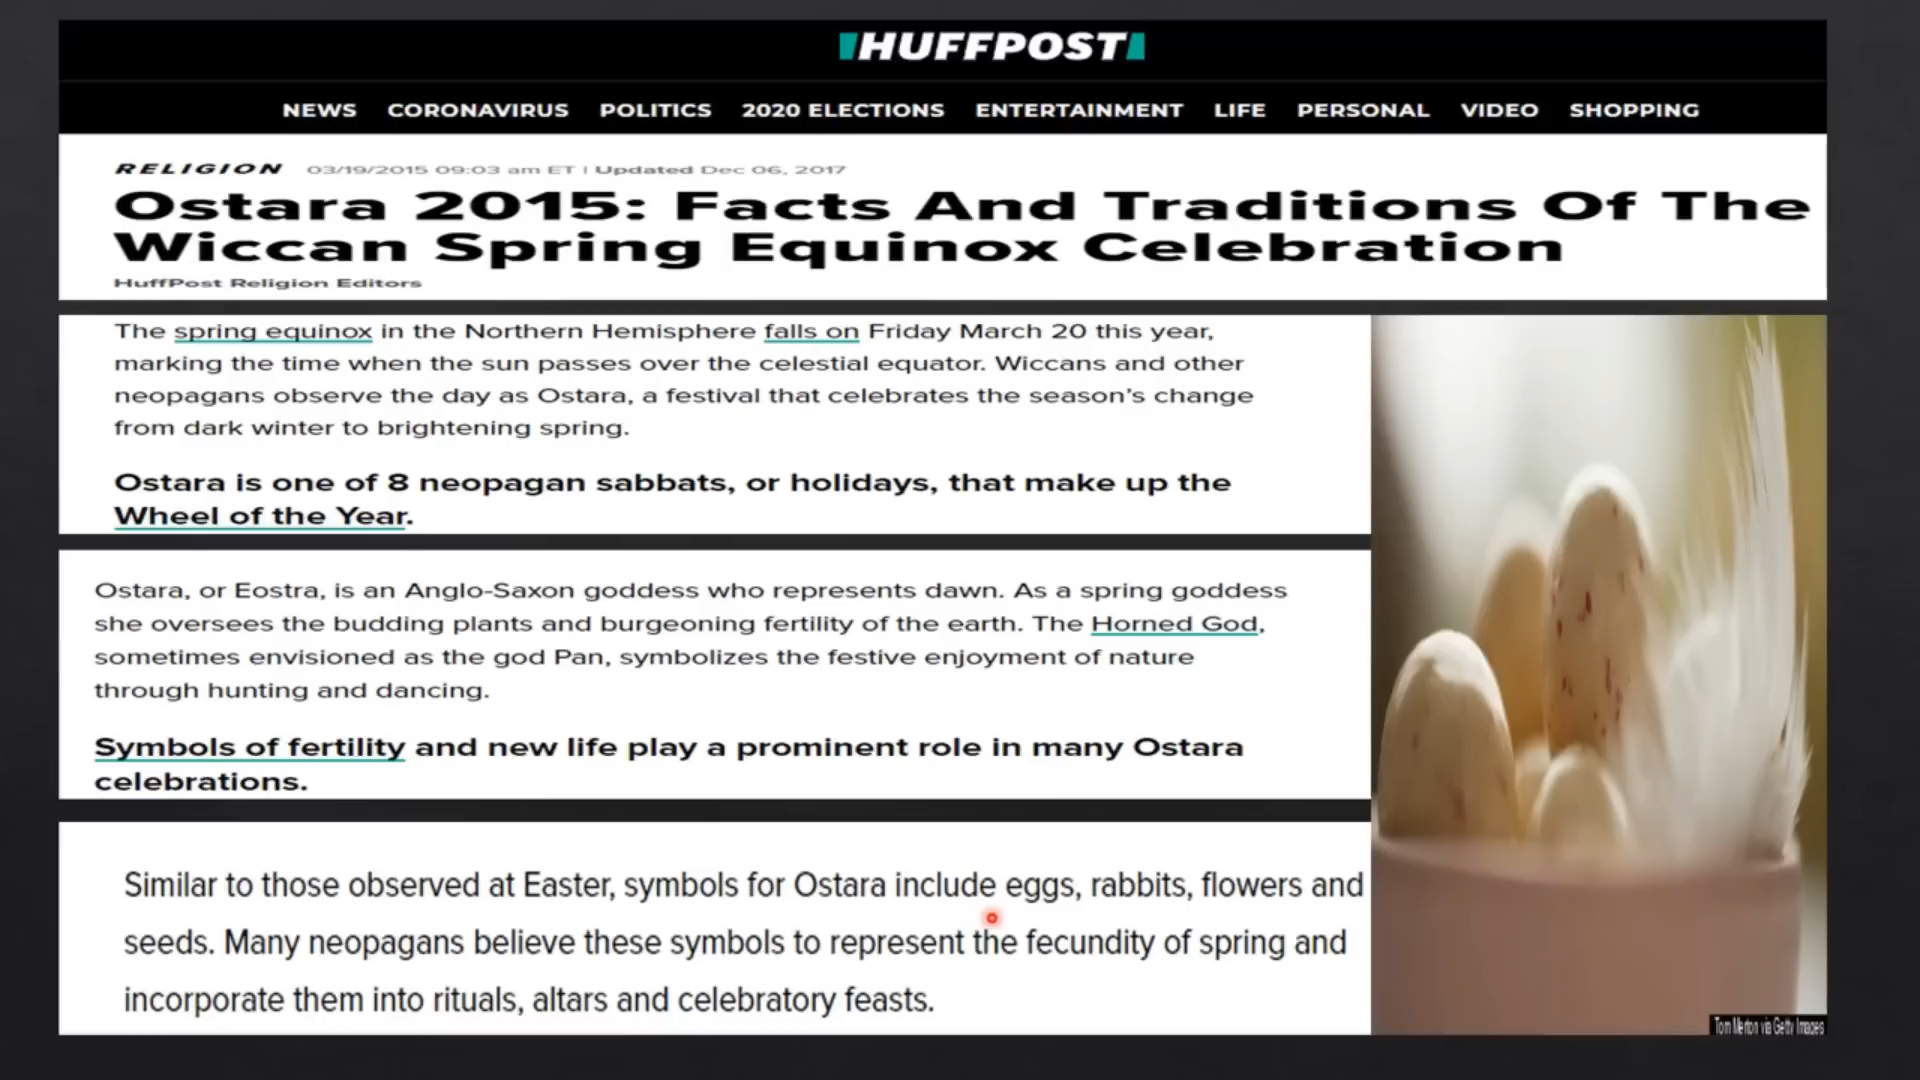 HUFFPOST
NEWS CORONAVIRUS POLITICS 2020 ELECTIONS ENTERTAINMENT LIFE PERSONAL VIDEO SHOPPING
RELIGION 03/19/2015 09:03 am ET | Updated Dec 06, 2017
Ostara 2015: Facts And Traditions Of The
Wiccan Spring Equinox Celebration
HuffPost Religion Editors
The spring equinox in the Northern Hemisphere falls on Friday March 20 this year,
marking the time when the sun passes over the celestial equator. Wiccans and other
neopagans observe the day as Ostara, a festival that celebrates the season's change
from dark winter to brightening spring.
Ostara is one of 8 neopagan sabbats, or holidays, that make up the
Wheel of the Year.
Ostara, or Eostra, is an Anglo-Saxon goddess who represents dawn. As a spring goddess
she oversees the budding plants and burgeoning fertility of the earth. The Horned God,
sometimes envisioned as the god Pan, symbolizes the festive enjoyment of nature
through hunting and dancing.
Symbols of fertility and new life play a prominent role in many Ostara
celebrations.
Similar to those observed at Easter, symbols for Ostara include eggs, rabbits, flowers and
seeds. Many neopagans believe these symbols to represent the fecundity of spring and
incorporate them into rituals, altars and celebratory feasts.
Tom Merton via Getty Images